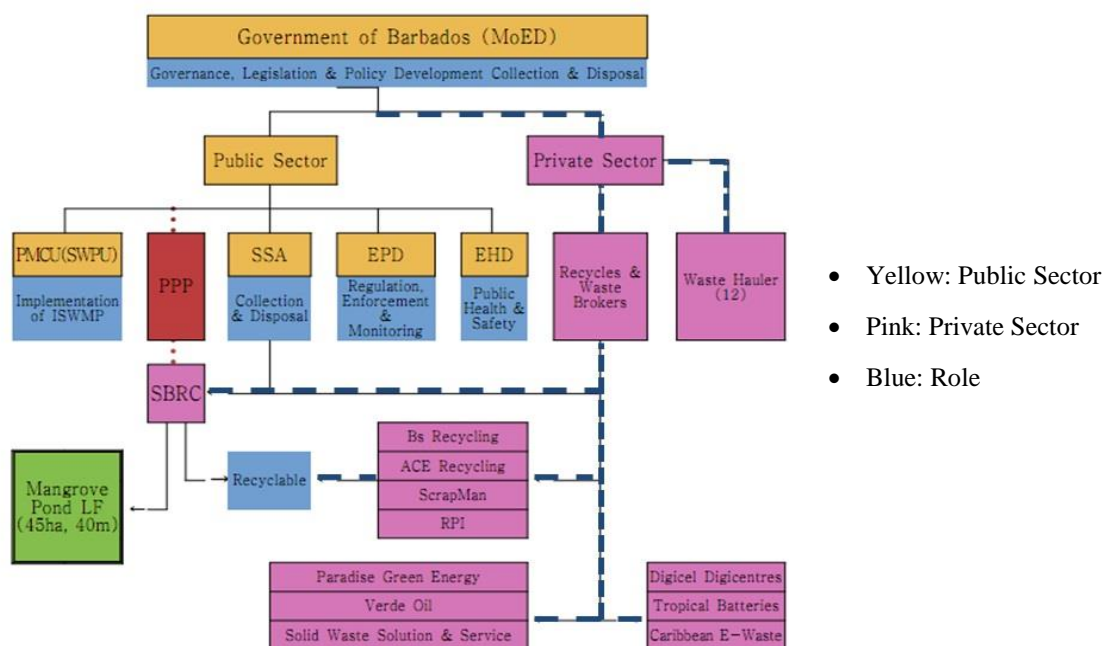 Government of Barbados (MoED)
Governance, Legislation & Policy Development Collection & Disposal
Public Sector
Private Sector
PMCU(SWPU)
Implementation
of ISWMP
PPP
SSA
Collection
& Disposal
EPD
Regulation,
Enforcement
&
Monitoring
EHD
Public
Health &
Safety
Recycles &
Waste
Brokers
Waste Hauler
(12)
• Yellow: Public Sector
• Pink: Private Sector
• Blue: Role
SBRC
Mangrove
Pond LF
(45ha, 40m)
Recyclable
Bs Recycling
ACE Recycling
ScrapMan
RPI
Paradise Green Energy
Verde Oil
Solid Waste Solution & Service
Digicel Digicentres
Tropical Batteries
Caribbean E-Waste